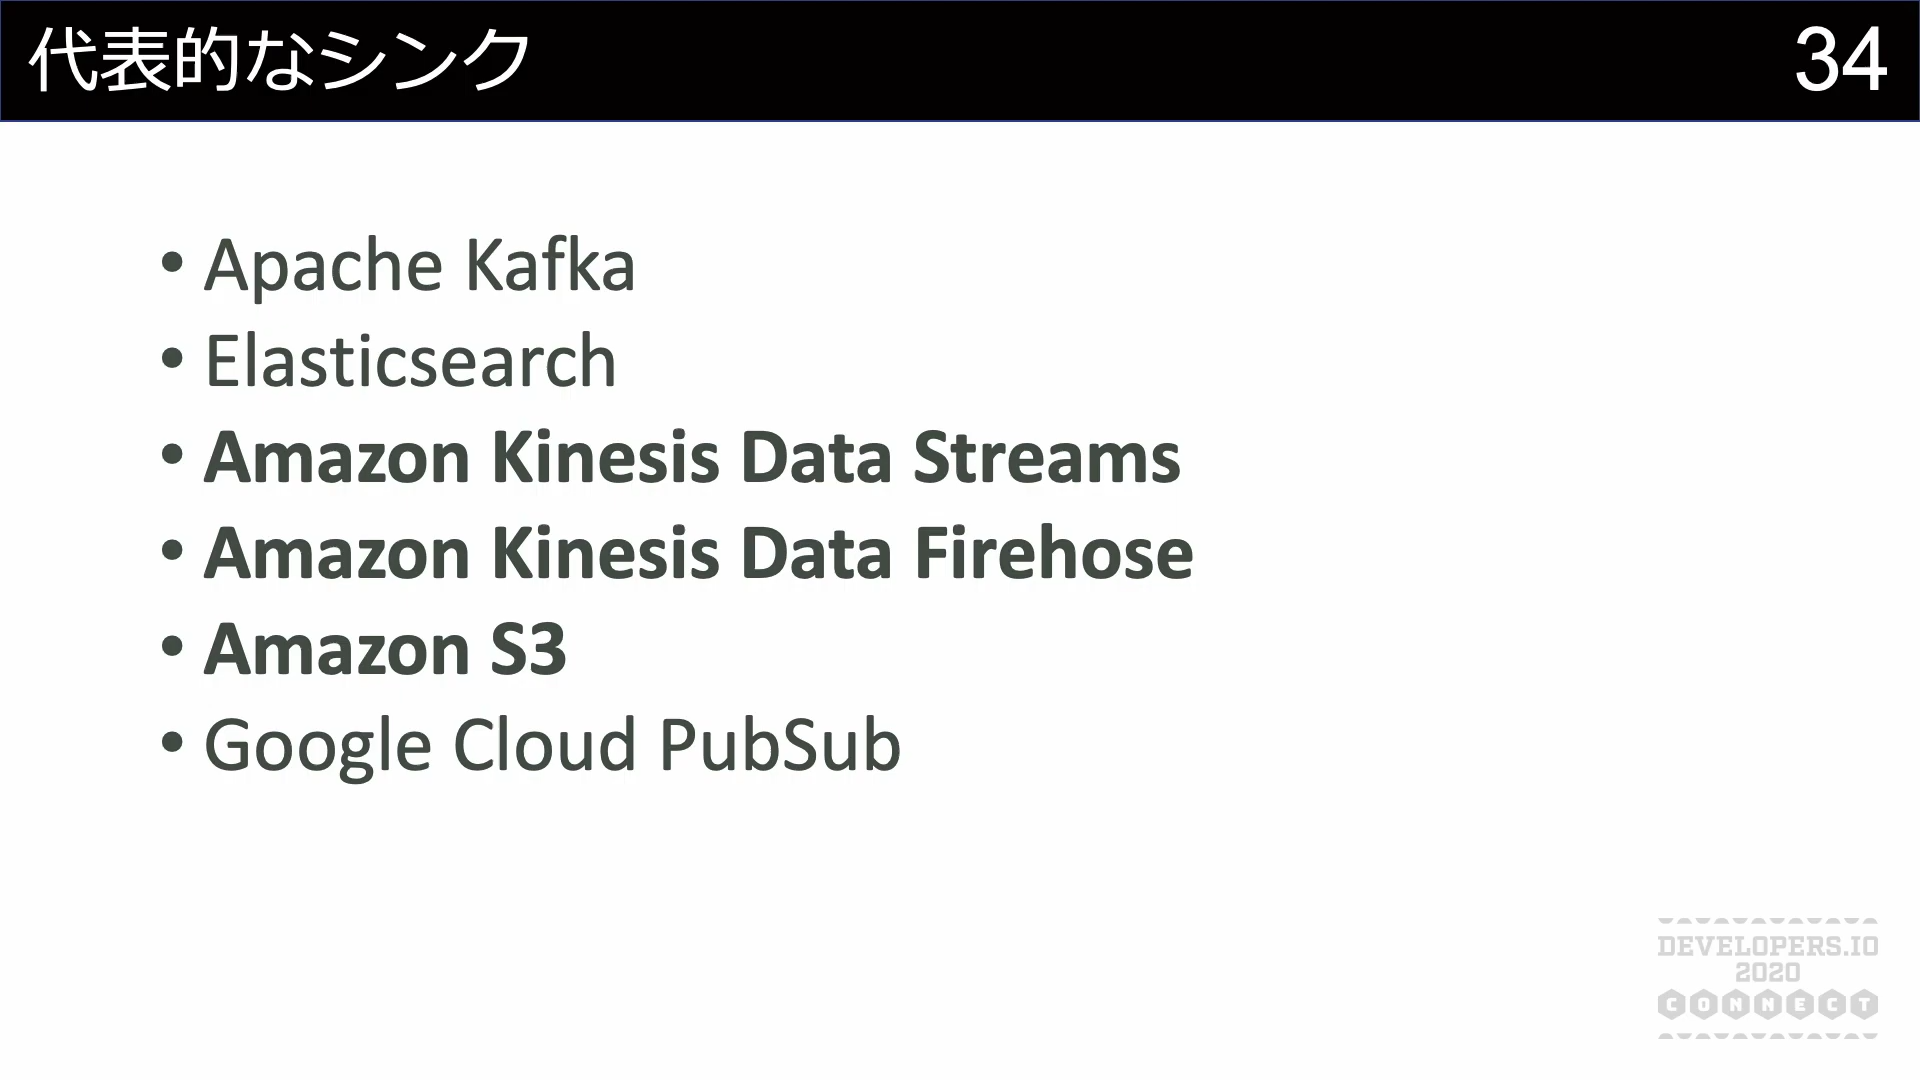 代表的なシンク
34
• Apache Kafka
• Elasticsearch
• Amazon Kinesis Data Streams
• Amazon Kinesis Data Firehose
• Amazon S3
• Google Cloud PubSub
DEVELOPERS.IO
2020
CONNECT